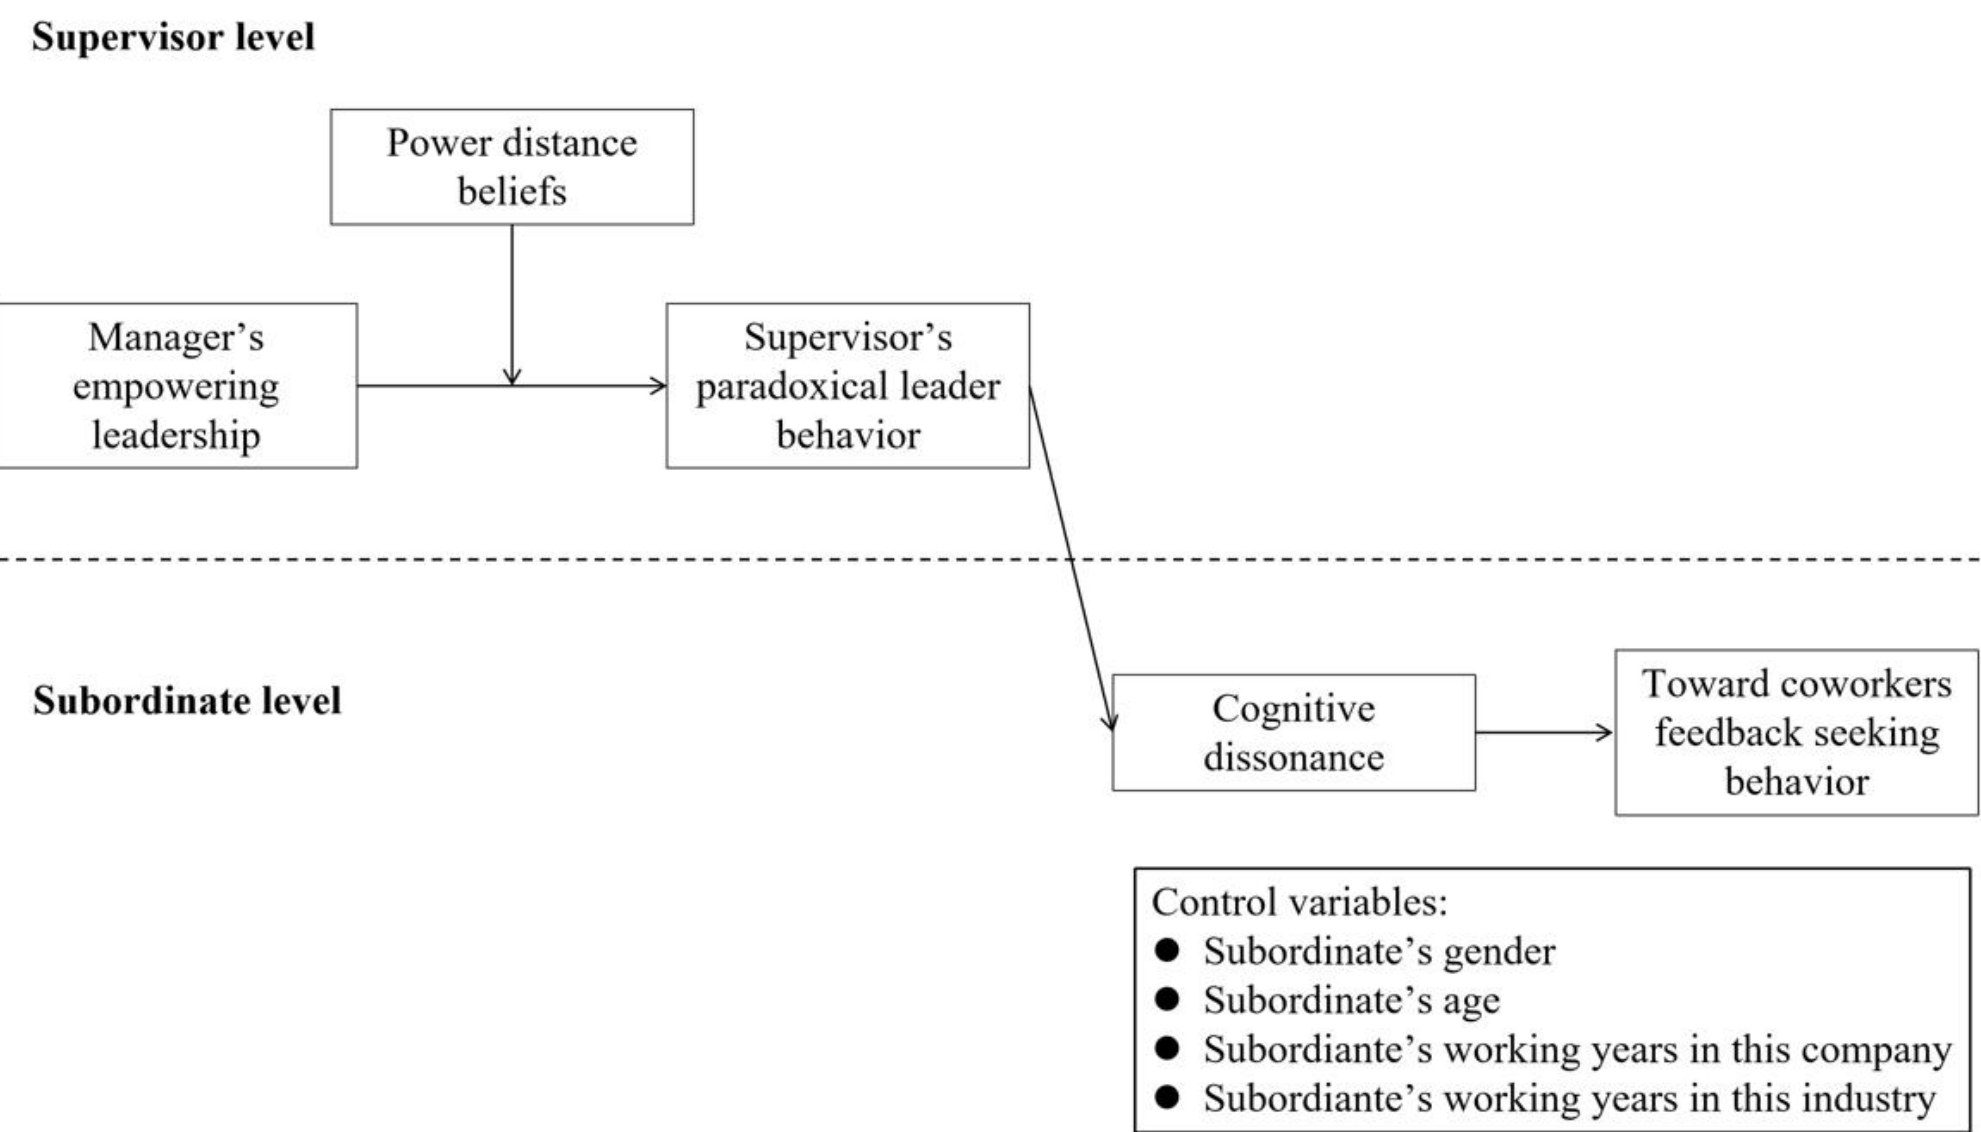 Supervisor level
Power distance
beliefs
Manager’s
empowering
leadership
Supervisor’s
paradoxical leader
behavior
Subordinate level
Cognitive
dissonance
Toward coworkers
feedback seeking
behavior
Control variables:
● Subordinate’s gender
● Subordinate’s age
● Subordiante’s working years in this company
● Subordiante’s working years in this industry